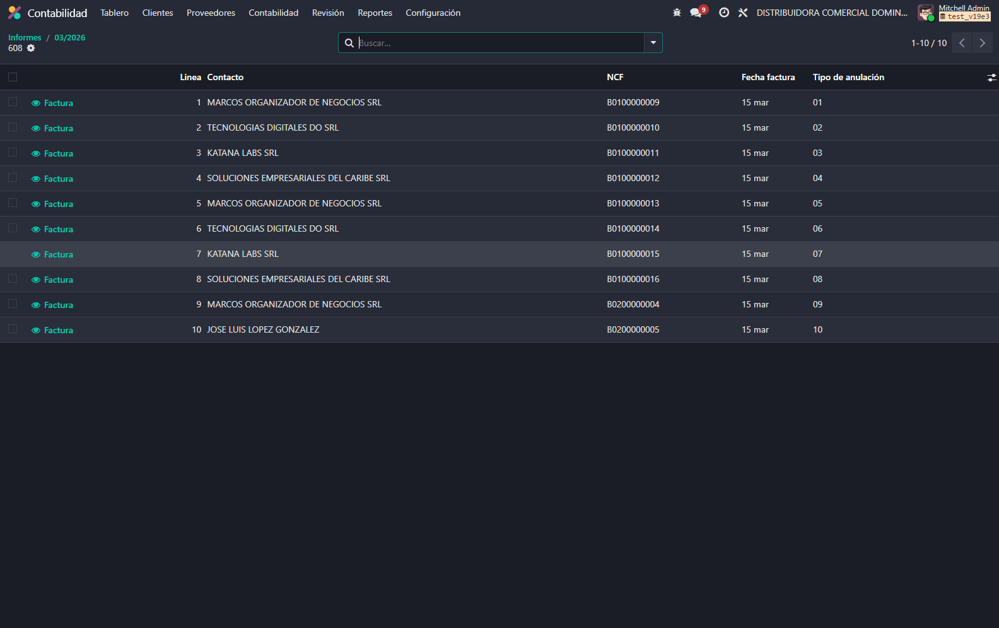 Contabilidad Tablero Clientes Proveedores Contabilidad Revisión Reportes Configuración 9 DISTRIBUIDORA COMERCIAL DOMIN... Mitchell Admin
test_v19e3
Informes / 03/2026
608
Buscar...
1-10 / 10
Linea Contacto NCF Fecha factura Tipo de anulación
Factura 1 MARCOS ORGANIZADOR DE NEGOCIOS SRL B0100000009 15 mar 01
Factura 2 TECNOLOGIAS DIGITALES DO SRL B0100000010 15 mar 02
Factura 3 KATANA LABS SRL B0100000011 15 mar 03
Factura 4 SOLUCIONES EMPRESARIALES DEL CARIBE SRL B0100000012 15 mar 04
Factura 5 MARCOS ORGANIZADOR DE NEGOCIOS SRL B0100000013 15 mar 05
Factura 6 TECNOLOGIAS DIGITALES DO SRL B0100000014 15 mar 06
Factura 7 KATANA LABS SRL B0100000015 15 mar 07
Factura 8 SOLUCIONES EMPRESARIALES DEL CARIBE SRL B0100000016 15 mar 08
Factura 9 MARCOS ORGANIZADOR DE NEGOCIOS SRL B0200000004 15 mar 09
Factura 10 JOSE LUIS LOPEZ GONZALEZ B0200000005 15 mar 10